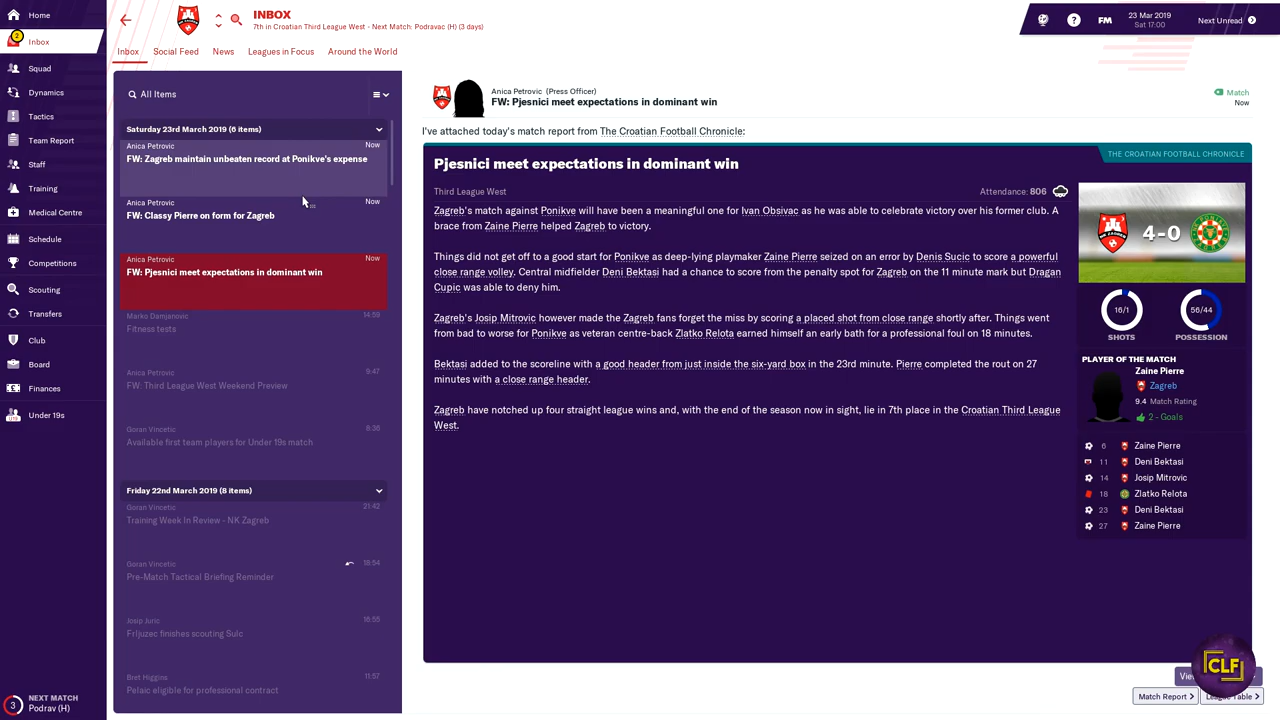 Home
2
Inbox
Squad
Dynamics
Tactics
Team Report
Staff
Training
Medical Centre
Schedule
Competitions
Scouting
Transfers
Club
Board
Finances
Under 19s
3
NEXT MATCH
Podrav (H)
INBOX
7th in Croatian Third League West - Next Match: Podravac (H) (3 days)
FM
23 Mar 2019
Sat 17:00
Next Unread
Inbox
Social Feed
News
Leagues in Focus
Around the World
All Items
Saturday 23rd March 2019 (6 items)
Anica Petrovic Now
FW: Zagreb maintain unbeaten record at Ponikve's expense
Anica Petrovic Now
FW: Classy Pierre on form for Zagreb
Anica Petrovic Now
FW: Pjesnici meet expectations in dominant win
Marko Damjanovic 14:59
Fitness tests
Anica Petrovic 9:47
FW: Third League West Weekend Preview
Goran Vincetic 8:36
Available first team players for Under 19s match
Friday 22nd March 2019 (8 items)
Goran Vincetic 21:42
Training Week In Review - NK Zagreb
Goran Vincetic 18:54
Pre-Match Tactical Briefing Reminder
Josip Juric 16:55
Frljuzec finishes scouting Sulc
Bret Higgins 11:57
Pelaic eligible for professional contract
Anica Petrovic (Press Officer)
FW: Pjesnici meet expectations in dominant win
Match
Now
I've attached today's match report from The Croatian Football Chronicle:
THE CROATIAN FOOTBALL CHRONICLE
Pjesnici meet expectations in dominant win
Third League West
Attendance: 806
Zagreb's match against Ponikve will have been a meaningful one for Ivan Obsivac as he was able to celebrate victory over his former club. A
brace from Zaine Pierre helped Zagreb to victory.
Things did not get off to a good start for Ponikve as deep-lying playmaker Zaine Pierre seized on an error by Denis Sucic to score a powerful
close range volley. Central midfielder Deni Bektasi had a chance to score from the penalty spot for Zagreb on the 11 minute mark but Dragan
Cupic was able to deny him.
Zagreb's Josip Mitrovic however made the Zagreb fans forget the miss by scoring a placed shot from close range shortly after. Things went
from bad to worse for Ponikve as veteran centre-back Zlatko Relota earned himself an early bath for a professional foul on 18 minutes.
Bektasi added to the scoreline with a good header from just inside the six-yard box in the 23rd minute. Pierre completed the rout on 27
minutes with a close range header.
Zagreb have notched up four straight league wins and, with the end of the season now in sight, lie in 7th place in the Croatian Third League
West.
4-0
16/1
SHOTS
56/44
POSSESSION
PLAYER OF THE MATCH
Zaine Pierre
Zagreb
9.4 Match Rating
2 - Goals
6 Zaine Pierre
11 Deni Bektasi
14 Josip Mitrovic
18 Zlatko Relota
23 Deni Bektasi
27 Zaine Pierre
CLF
Match Report
Table